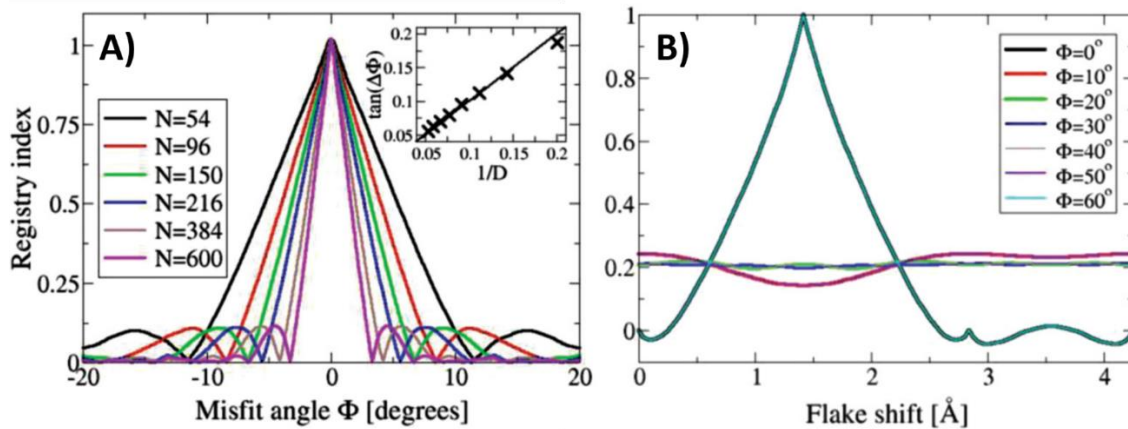 A)
Registry index
1
0.75
0.5
0.25
0
-20
-10
0
10
20
Misfit angle Φ [degrees]
N=54
N=96
N=150
N=216
N=384
N=600
tan(ΔΦ)
0.2
0.15
0.1
0.05
0.05
0.1
0.15
0.2
1/D
B)
1
0.8
0.6
0.4
0.2
0
0
1
2
3
4
Flake shift [Å]
Φ=0°
Φ=10°
Φ=20°
Φ=30°
Φ=40°
Φ=50°
Φ=60°